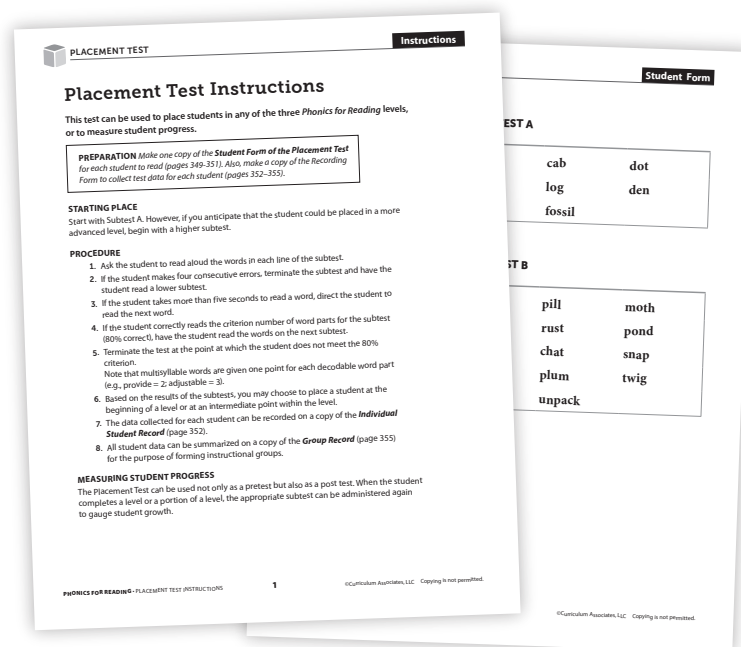 PLACEMENT TEST
Instructions
Placement Test Instructions
This test can be used to place students in any of the three Phonics for Reading levels,
or to measure student progress.
PREPARATION Make one copy of the Student Form of the Placement Test
for each student to read (pages 349-351). Also, make a copy of the Recording
Form to collect test data for each student (pages 352–355).
STARTING PLACE
Start with Subtest A. However, if you anticipate that the student could be placed in a more
advanced level, begin with a higher subtest.
PROCEDURE
1. Ask the student to read aloud the words in each line of the subtest.
2. If the student makes four consecutive errors, terminate the subtest and have the
student read a lower subtest.
3. If the student takes more than five seconds to read a word, direct the student to
read the next word.
4. If the student correctly reads the criterion number of word parts for the subtest
(80% correct), have the student read the words on the next subtest.
5. Terminate the test at the point at which the student does not meet the 80%
criterion.
Note that multisyllable words are given one point for each decodable word part
(e.g., provide = 2; adjustable = 3).
6. Based on the results of the subtests, you may choose to place a student at the
beginning of a level or at an intermediate point within the level.
7. The data collected for each student can be recorded on a copy of the Individual
Student Record (page 352).
8. All student data can be summarized on a copy of the Group Record (page 355)
for the purpose of forming instructional groups.
MEASURING STUDENT PROGRESS
The Placement Test can be used not only as a pretest but also as a post test. When the student
completes a level or a portion of a level, the appropriate subtest can be administered again
to gauge student growth.
PHONICS FOR READING • PLACEMENT TEST INSTRUCTIONS
1
©Curriculum Associates, LLC Copying is not permitted.
Student Form
EST A
cab dot
log den
fossil
ST B
pill moth
rust pond
chat snap
plum twig
unpack
©Curriculum Associates, LLC Copying is not permitted.